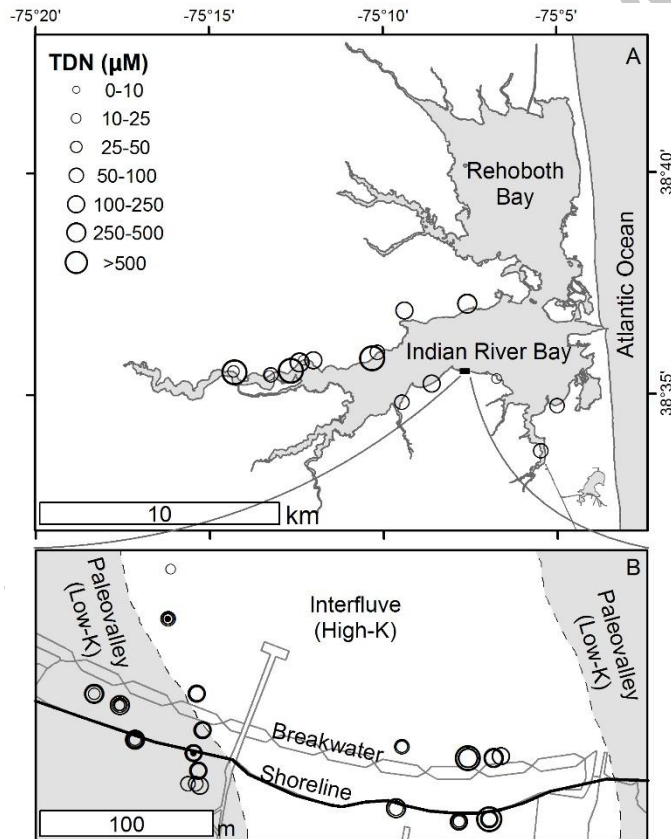 -75°20'
-75°15'
-75°10'
-75°5'
A
TDN (µM)
0-10
10-25
25-50
50-100
100-250
250-500
>500
38°40'
Rehoboth
Bay
Atlantic Ocean
Indian River Bay
38°35'
10
km
B
Paleovalley
(Low-K)
Interfluve
(High-K)
Paleovalley
(Low-K)
Breakwater
Shoreline
100
m